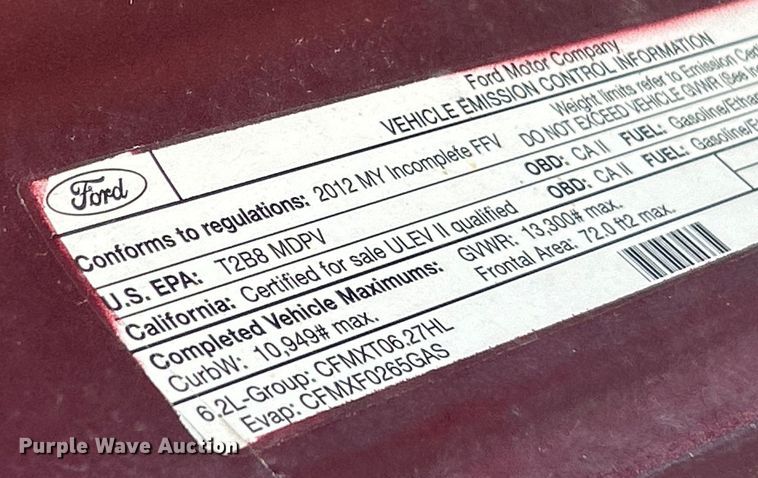 Ford Motor Company
VEHICLE EMISSION CONTROL INFORMATION
Ford
Conforms to regulations: 2012 MY Incomplete FFV
Weight limits refer to Emission
DO NOT EXCEED VEHICLE GVWR (See
U.S. EPA: T2B8 MDPV OBD: CA II FUEL: Gasoline/
California: Certified for sale ULEV II qualified OBD: CA II FUEL: Gasoline/
Completed Vehicle Maximums: GVWR: 13,300# max.
CurbW: 10,949# max. Frontal Area: 72.0 ft2 max.
6.2L-Group: CFMXT06.27HL
Evap: CFMXF0265GAS
Purple Wave Auction